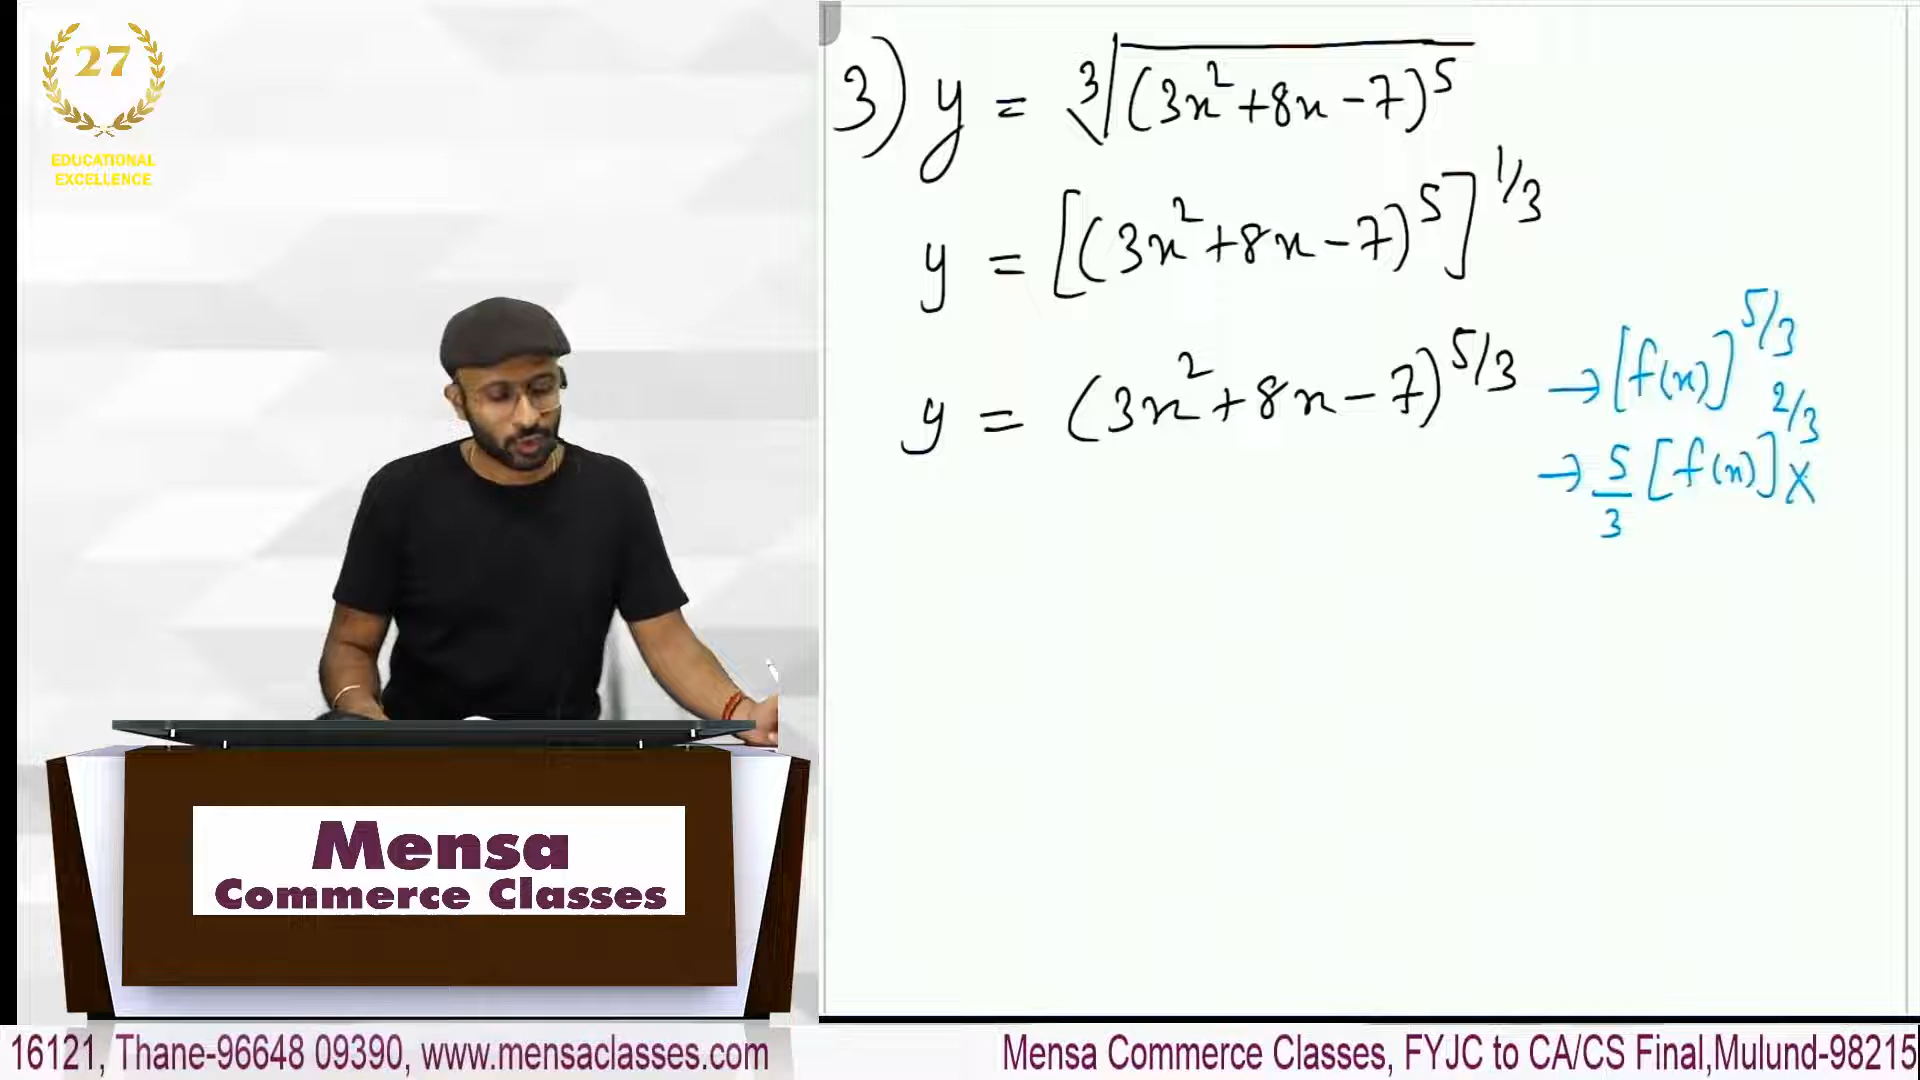 27
EDUCATIONAL
EXCELLENCE
3) y = ∛(3x²+8x-7)⁵
y = [(3x²+8x-7)⁵]^1/3
y = (3x²+8x-7)^5/3 → [f(x)]^5/3
→ 5/3 [f(x)]^2/3 ×
Mensa
Commerce Classes
16121, Thane-96648 09390, www.mensaclasses.com
Mensa Commerce Classes, FYJC to CA/CS Final,Mulund-98215